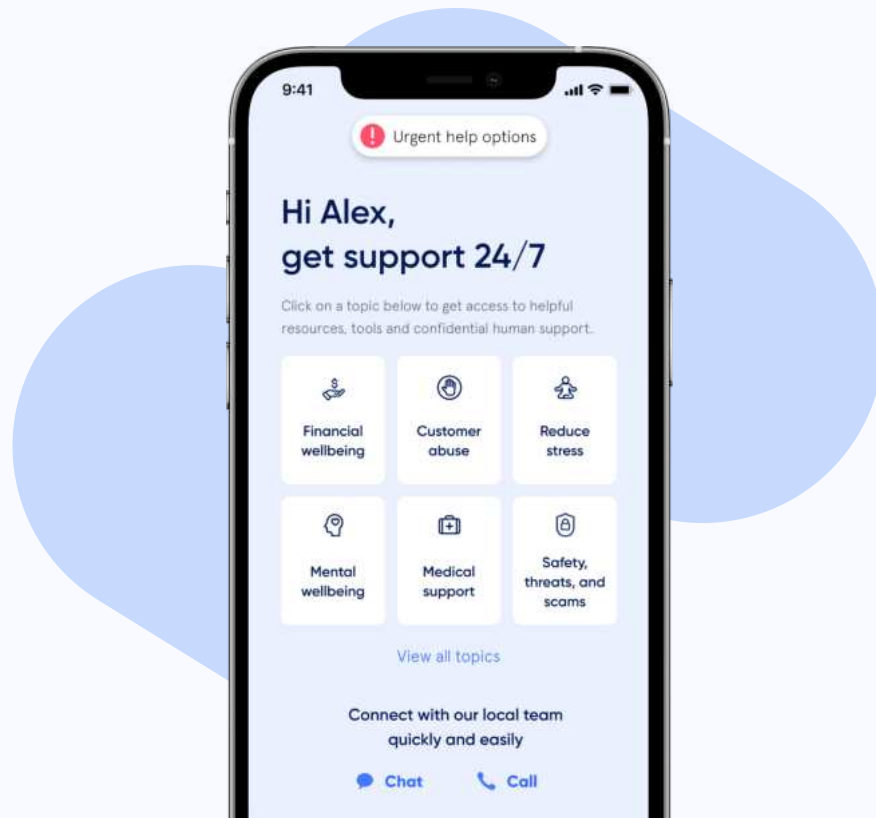 9:41
Urgent help options
Hi Alex,
get support 24/7
Click on a topic below to get access to helpful
resources, tools and confidential human support.
Financial
wellbeing
Customer
abuse
Reduce
stress
Mental
wellbeing
Medical
support
Safety,
threats, and
scams
View all topics
Connect with our local team
quickly and easily
Chat
Call